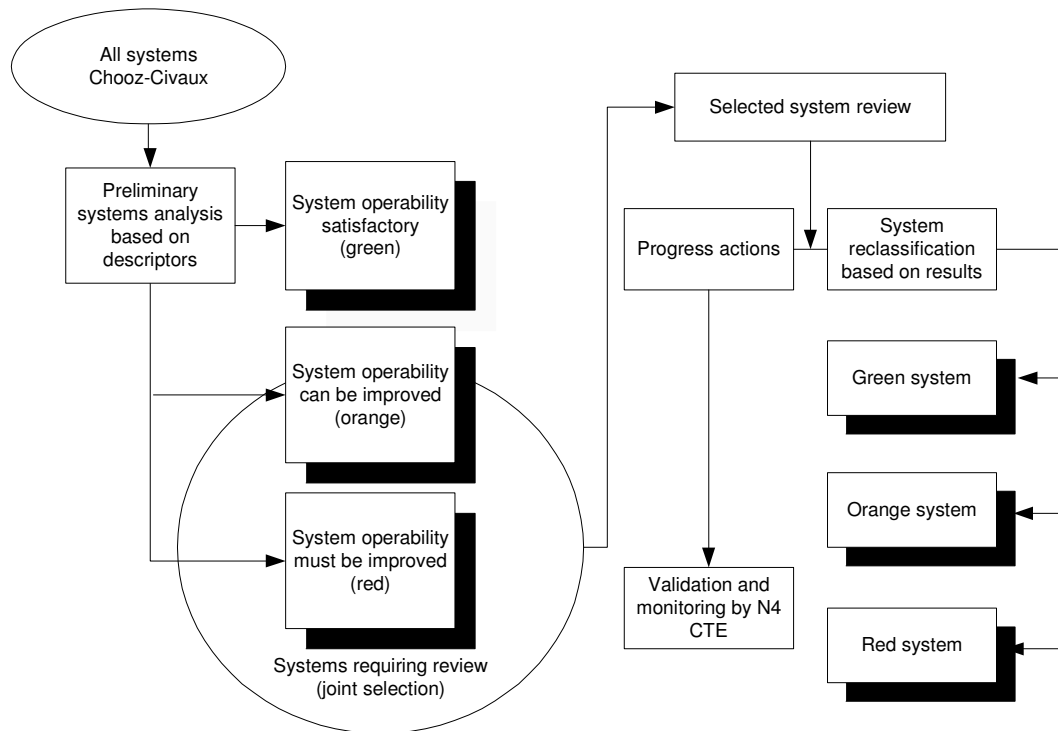 All systems
Chooz-Civaux
Preliminary
systems analysis
based on
descriptors
System operability
satisfactory
(green)
System operability
can be improved
(orange)
System operability
must be improved
(red)
Systems requiring review
(joint selection)
Selected system review
Progress actions
System
reclassification
based on results
Validation and
monitoring by N4
CTE
Green system
Orange system
Red system